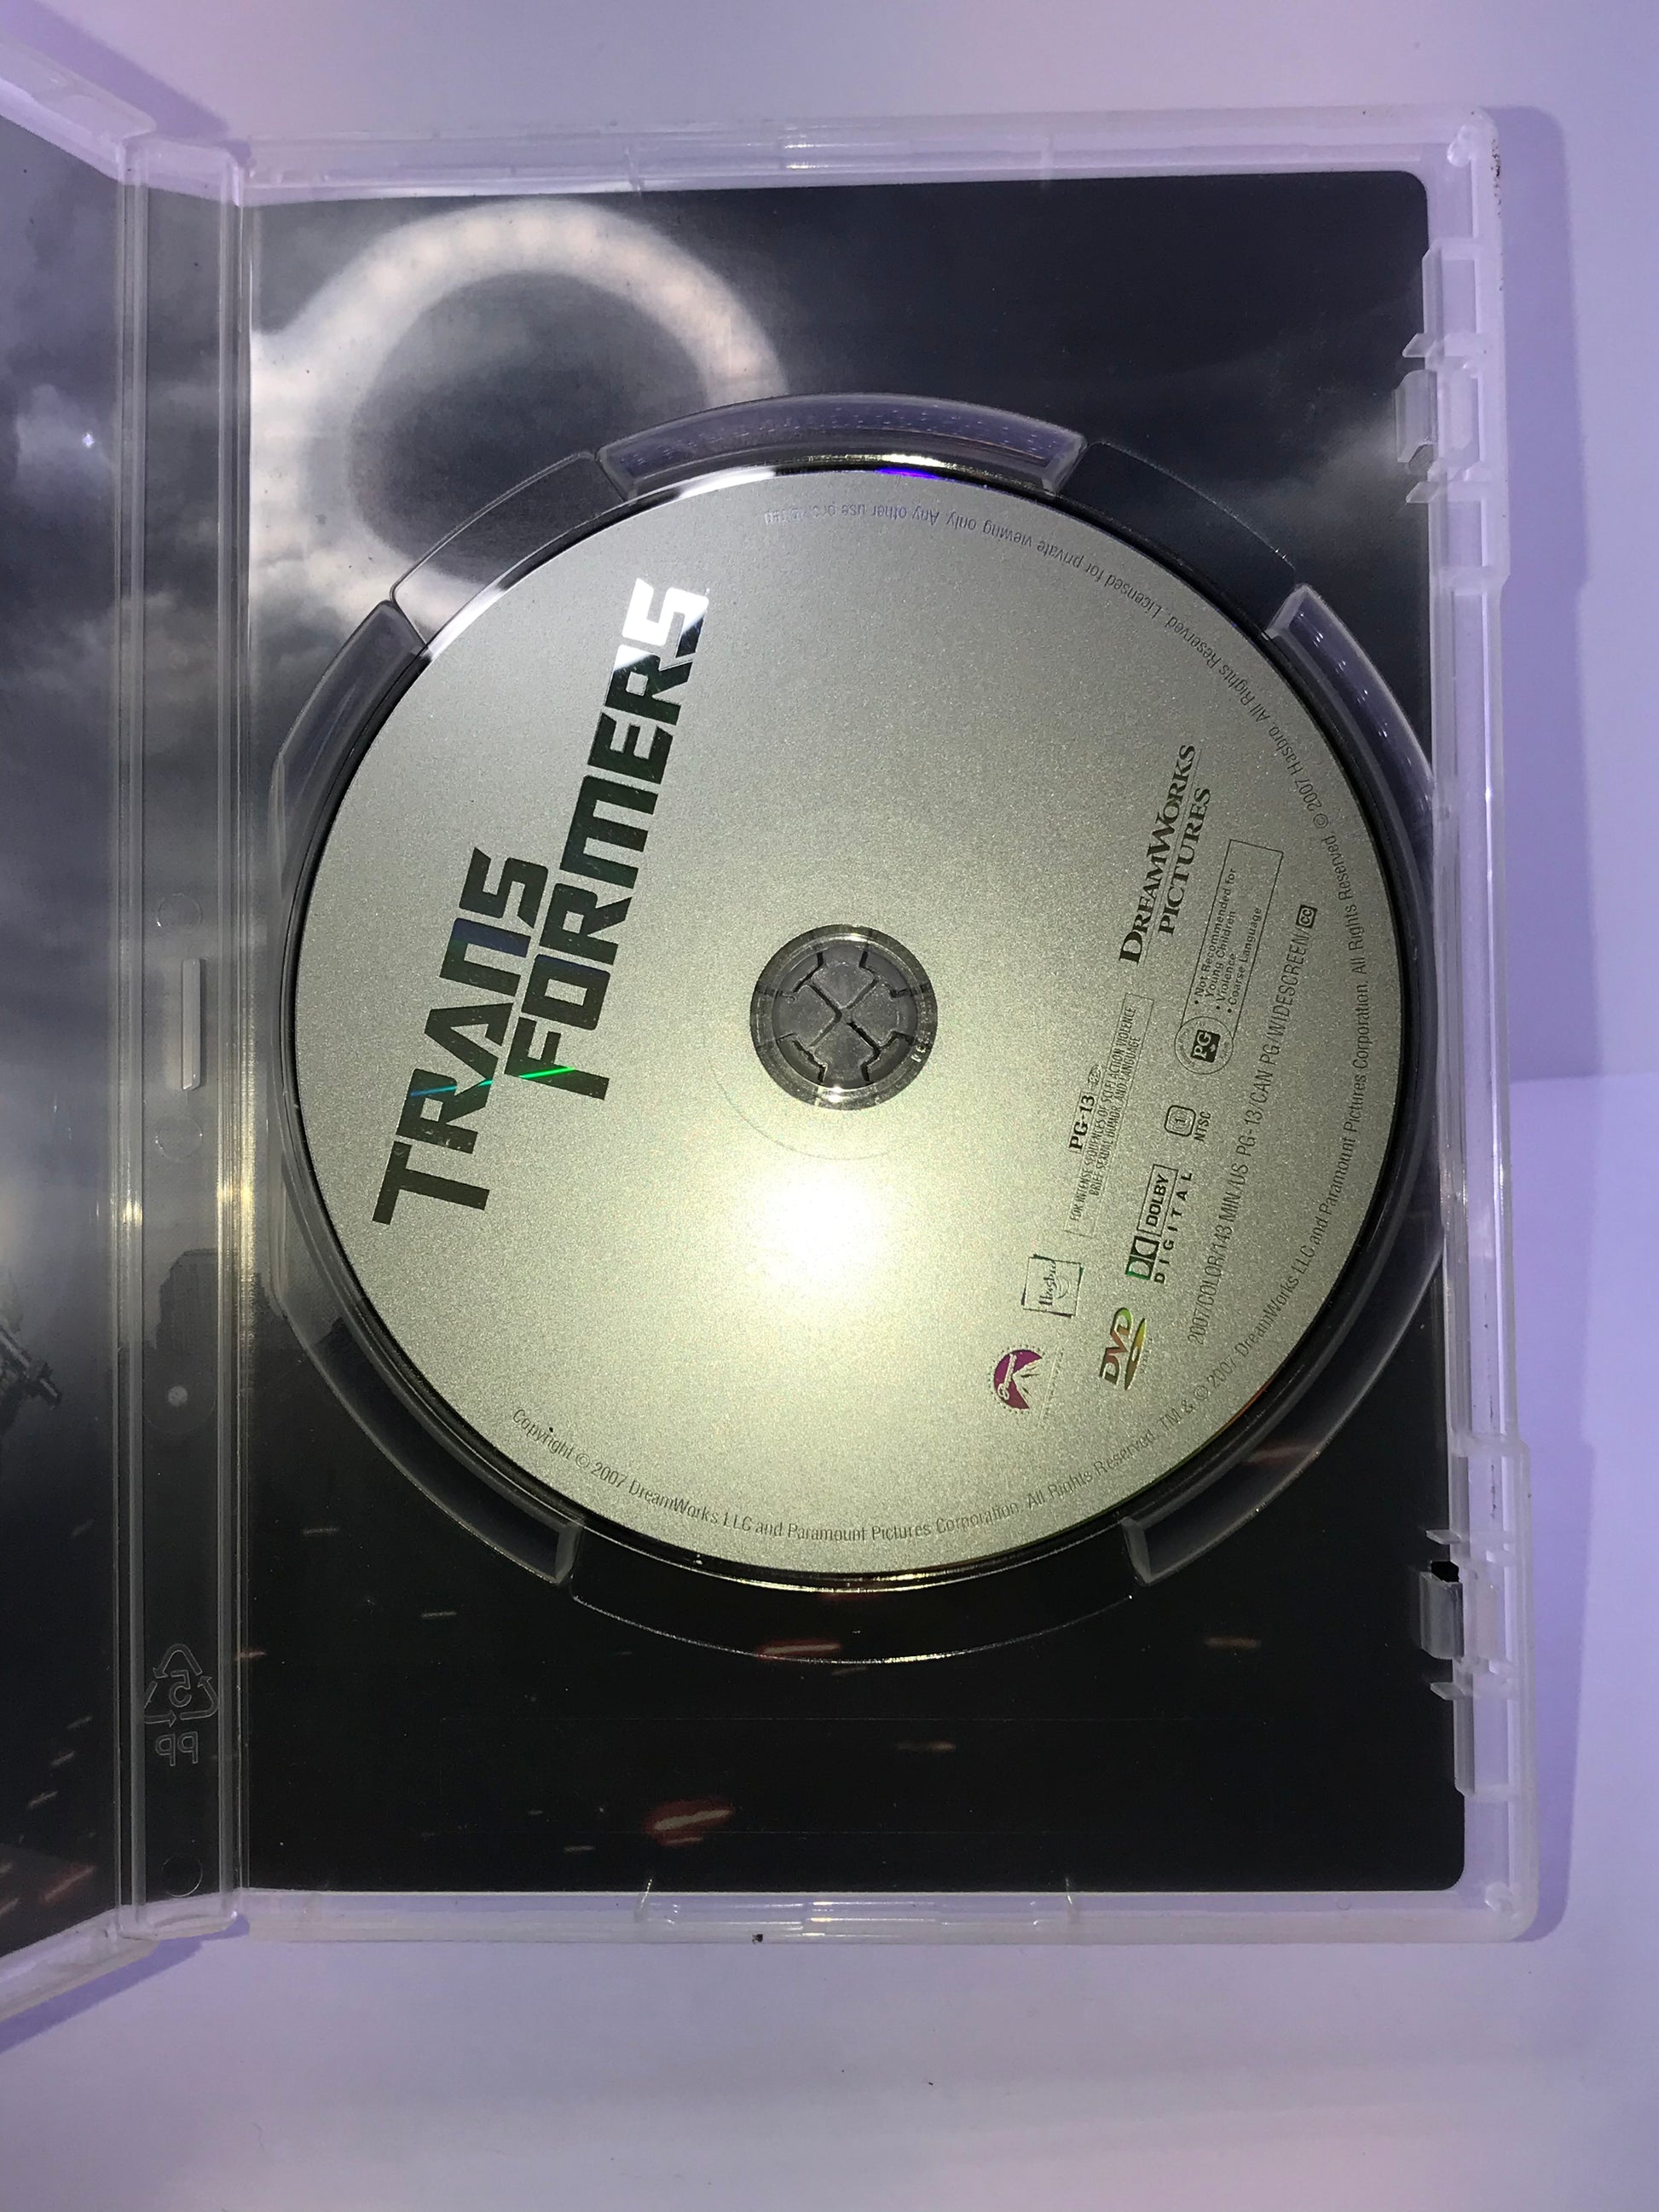 TRANS
FORMERS
DREAMWORKS
PICTURES
PG-13
FOR INTENSE SEQUENCES OF SCI-FI ACTION VIOLENCE,
BRIEF SEXUAL HUMOR, AND LANGUAGE
Hasbro
PG
• Not Recommended for
Young Children
• Violence
• Coarse Language
DVD
DOLBY
DIGITAL
1
NTSC
2007/COLOR/143 MIN./US PG-13/CAN PG/WIDESCREEN/CC
Copyright © 2007 DreamWorks LLC and Paramount Pictures Corporation. All Rights Reserved. TM & © 2007 DreamWorks LLC and Paramount Pictures Corporation. All Rights Reserved © 2007 Hasbro. All Rights Reserved. Licensed for private viewing only. Any other use prohibited.
5
PP